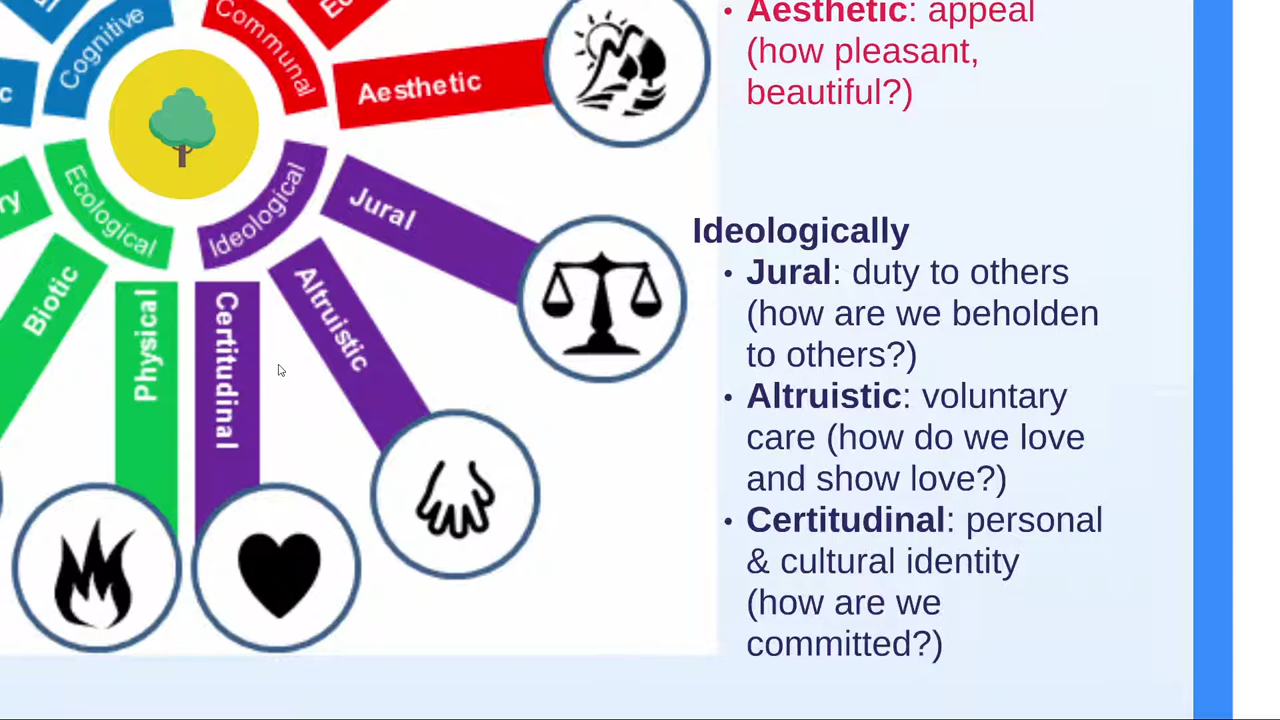 Cognitive
Communal
Aesthetic
c
Ecological
Ideological
Jural
ry
Biotic
Physical
Certitudinal
Altruistic
• Aesthetic: appeal
(how pleasant,
beautiful?)
Ideologically
• Jural: duty to others
(how are we beholden
to others?)
• Altruistic: voluntary
care (how do we love
and show love?)
• Certitudinal: personal
& cultural identity
(how are we
committed?)